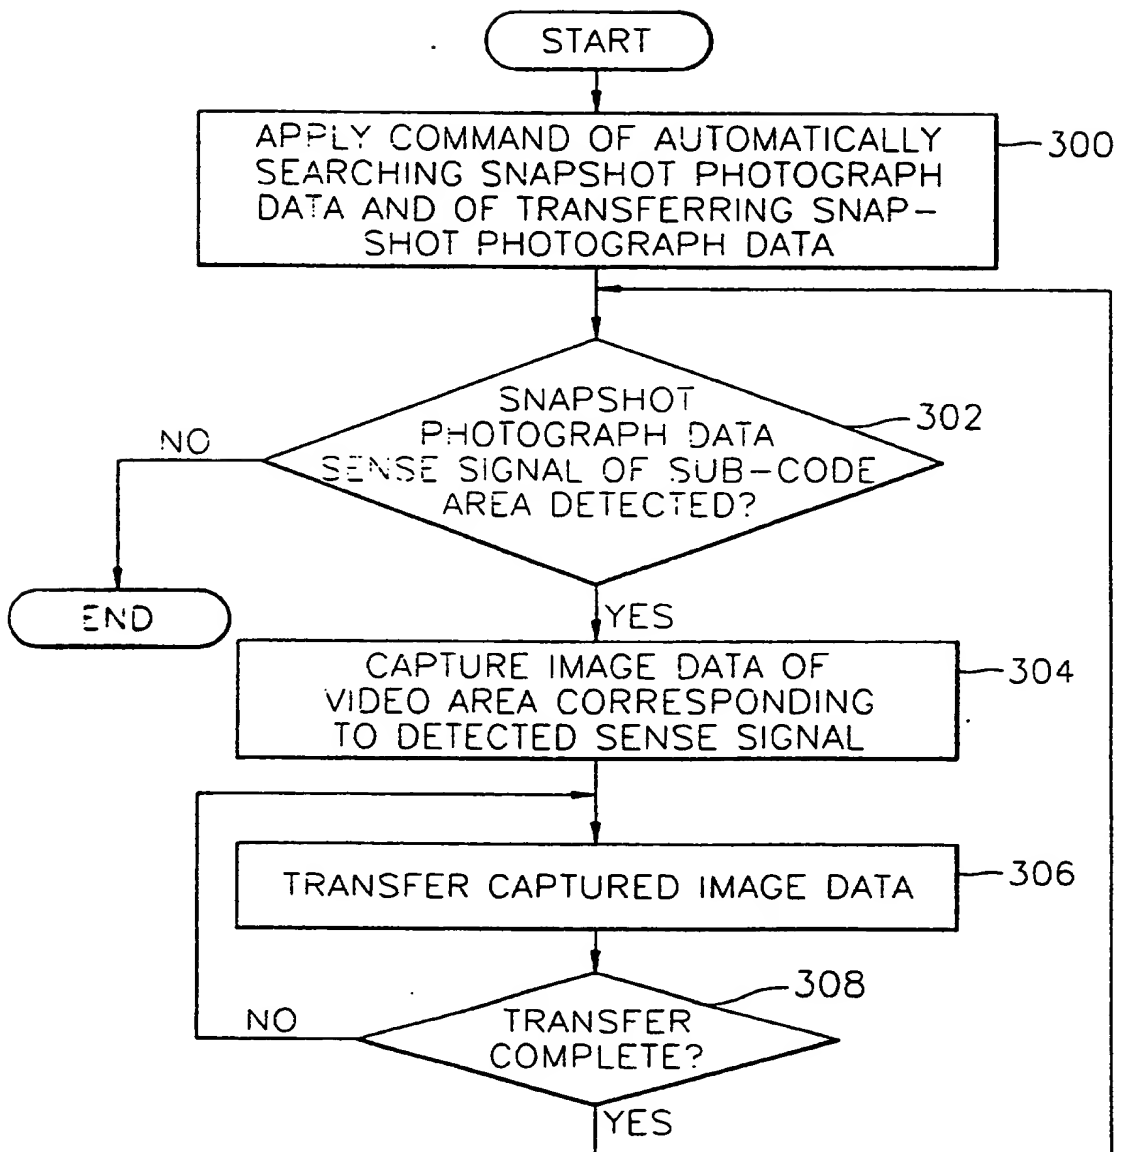 START
APPLY COMMAND OF AUTOMATICALLY
SEARCHING SNAPSHOT PHOTOGRAPH
DATA AND OF TRANSFERRING SNAP-
SHOT PHOTOGRAPH DATA
300
SNAPSHOT
PHOTOGRAPH DATA
SENSE SIGNAL OF SUB-CODE
AREA DETECTED?
302
NO
END
YES
CAPTURE IMAGE DATA OF
VIDEO AREA CORRESPONDING
TO DETECTED SENSE SIGNAL
304
TRANSFER CAPTURED IMAGE DATA
306
TRANSFER
COMPLETE?
308
NO
YES